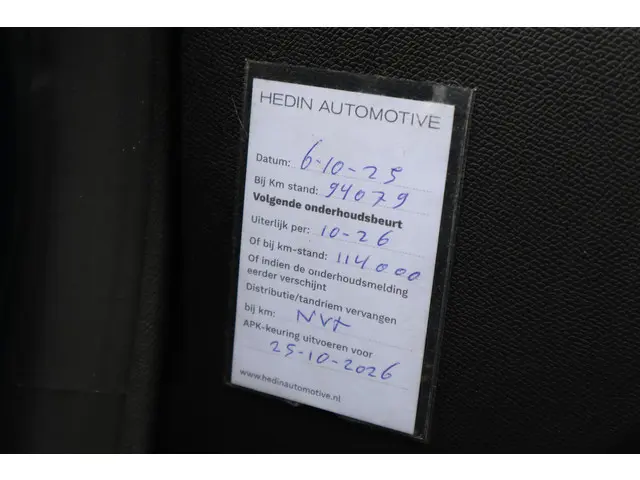 HEDIN AUTOMOTIVE
Datum: 6-10-25
Bij Km stand: 94079
Volgende onderhoudsbeurt
Uiterlijk per: 10-26
Of bij km-stand: 114000
Of indien de onderhoudsmelding
eerder verschijnt
Distributie/tandriem vervangen
bij km: NVt
APK-keuring uitvoeren voor
25-10-2026
www.hedinautomotive.nl